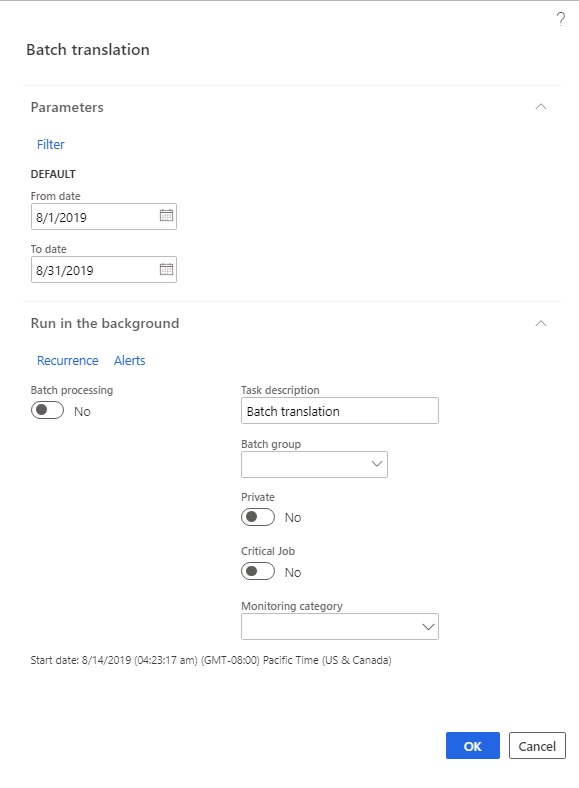 ?
Batch translation
Parameters
Filter
DEFAULT
From date
8/1/2019
To date
8/31/2019
Run in the background
Recurrence Alerts
Batch processing
No
Task description
Batch translation
Batch group
Private
No
Critical Job
No
Monitoring category
Start date: 8/14/2019 (04:23:17 am) (GMT-08:00) Pacific Time (US & Canada)
OK Cancel